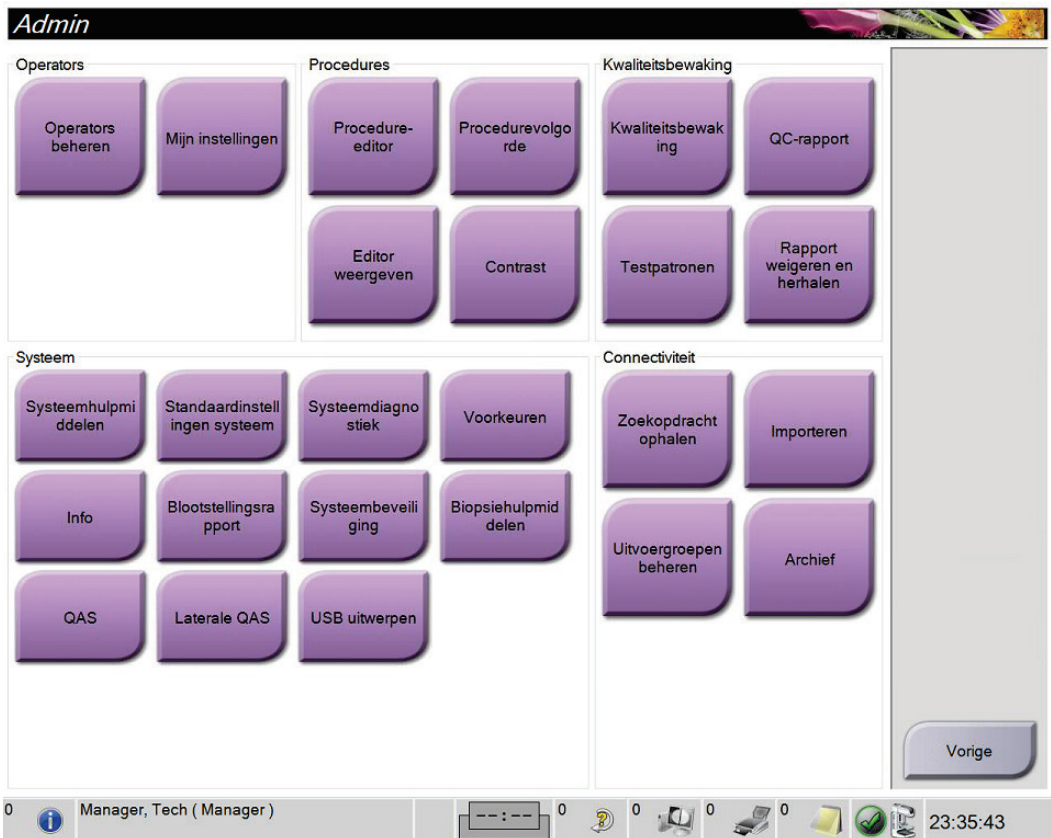 Admin
Operators
Operators
beheren
Mijn instellingen
Procedures
Procedure-
editor
Procedurevolgo
rde
Editor
weergeven
Contrast
Kwaliteitsbewaking
Kwaliteitsbewak
ing
QC-rapport
Testpatronen
Rapport
weigeren en
herhalen
Systeem
Systeemhulpmi
ddelen
Standaardinstell
ingen systeem
Systeemdiagno
stiek
Voorkeuren
Info
Blootstellingsra
pport
Systeembeveili
ging
Biopsiehulpmid
delen
QAS
Laterale QAS
USB uitwerpen
Connectiviteit
Zoekopdracht
ophalen
Importeren
Uitvoergroepen
beheren
Archief
Vorige
0
Manager, Tech ( Manager )
--:--
0
0
0
0
23:35:43